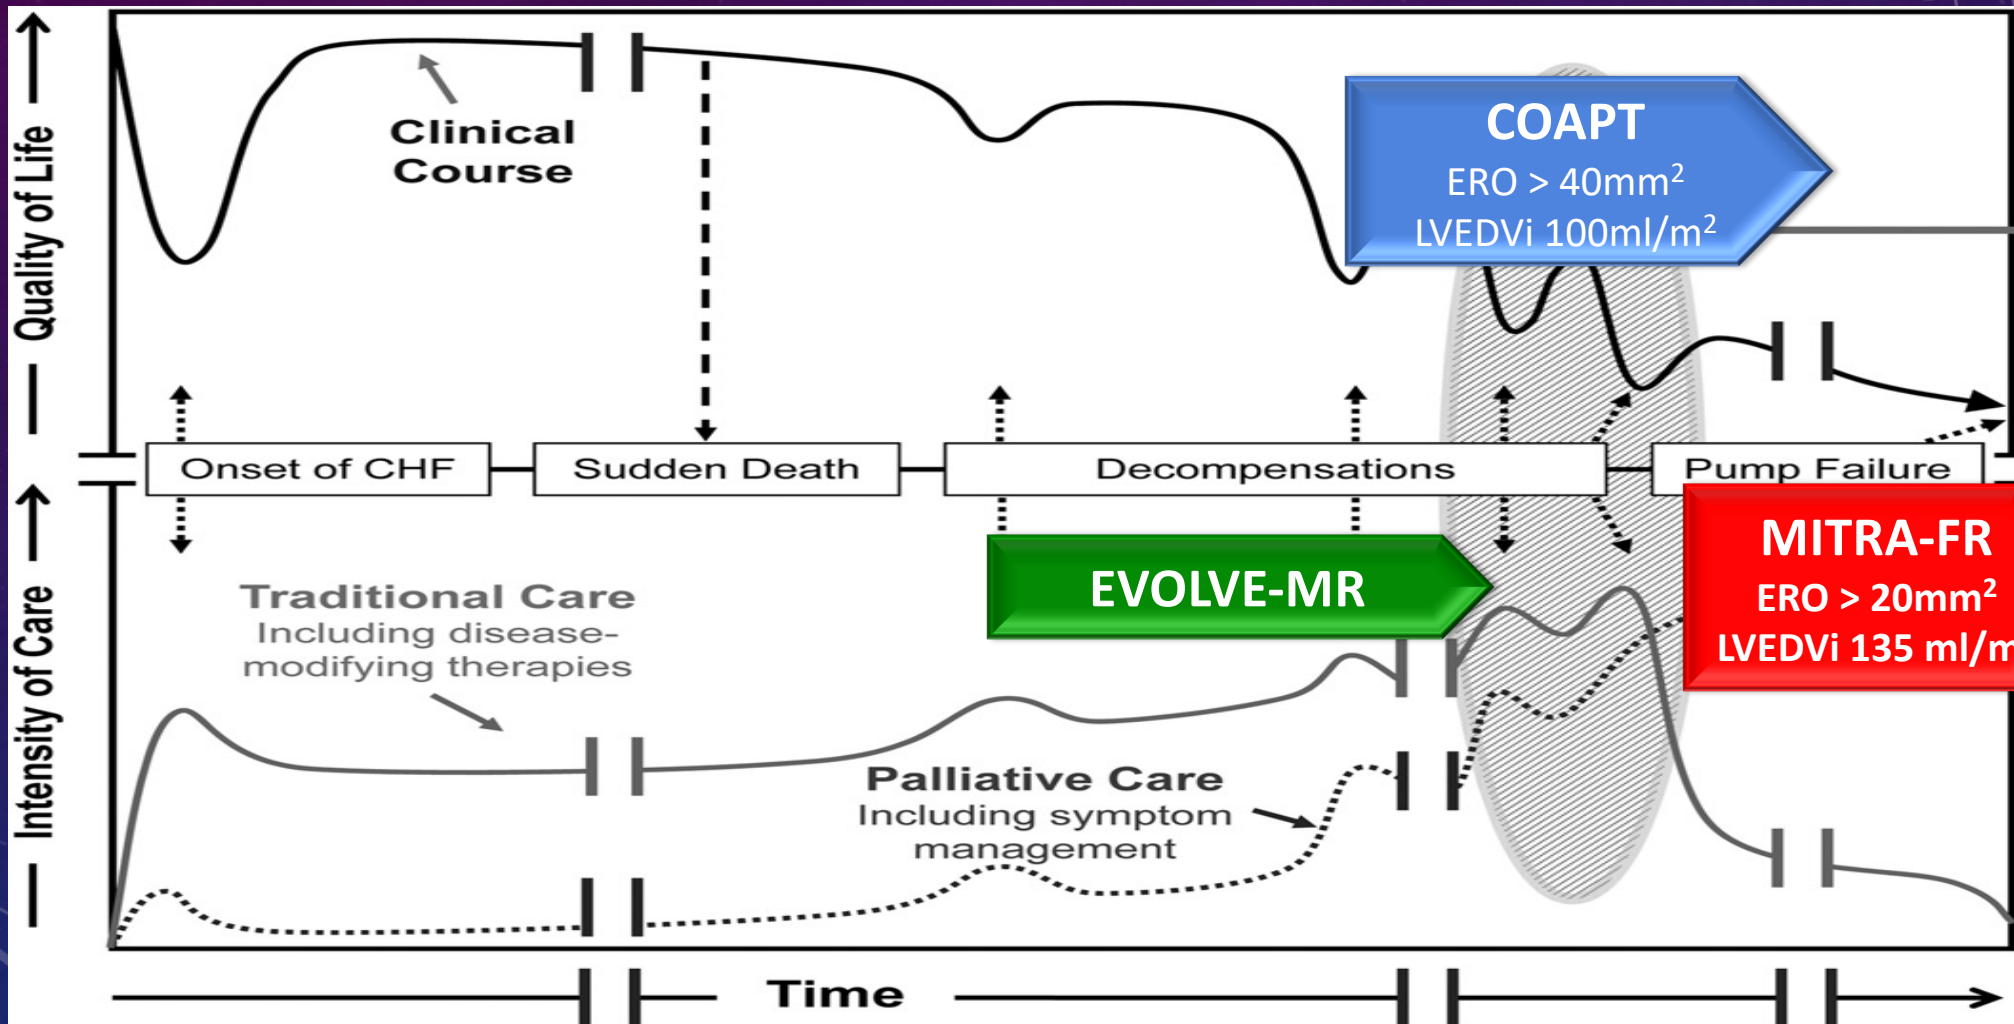 Quality of Life
Clinical
Course
COAPT
ERO > 40mm²
LVEDVi 100ml/m²
Onset of CHF
Sudden Death
Decompensations
Pump Failure
Intensity of Care
EVOLVE-MR
MITRA-FR
ERO > 20mm²
LVEDVi 135 ml/m
Traditional Care
Including disease-
modifying therapies
Palliative Care
Including symptom
management
Time